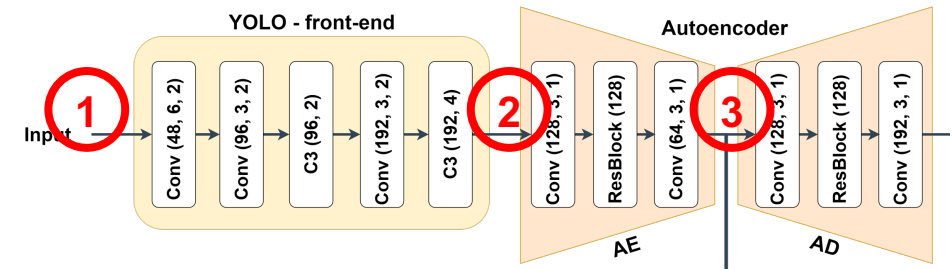 YOLO - front-end
Autoencoder
1
2
3
Input
Conv (48, 6, 2)
Conv (96, 3, 2)
C3 (96, 2)
Conv (192, 3, 2)
C3 (192, 4)
Conv (128, 3, 1)
ResBlock (128)
Conv (64, 3, 1)
Conv (128, 3, 1)
ResBlock (128)
Conv (192, 3, 1)
AE
AD